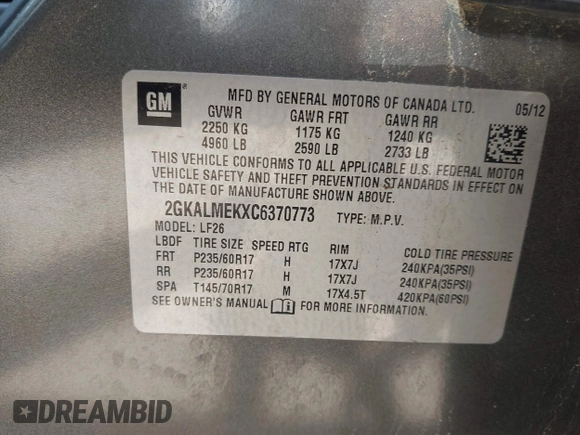 GM
MFD BY GENERAL MOTORS OF CANADA LTD. 05/12
GVWR GAWR FRT GAWR RR
2250 KG 1175 KG 1240 KG
4960 LB 2590 LB 2733 LB
THIS VEHICLE CONFORMS TO ALL APPLICABLE U.S. FEDERAL MOTOR
VEHICLE SAFETY AND THEFT PREVENTION STANDARDS IN EFFECT ON
THE DATE OF MANUFACTURE SHOWN ABOVE.
2GKALMEKXC6370773 TYPE: M.P.V.
MODEL: LF26
LBDF TIRE SIZE SPEED RTG RIM COLD TIRE PRESSURE
FRT P235/60R17 H 17X7J 240KPA(35PSI)
RR P235/60R17 H 17X7J 240KPA(35PSI)
SPA T145/70R17 M 17X4.5T 420KPA(60PSI)
SEE OWNER'S MANUAL FOR MORE INFORMATION.
DREAMBID